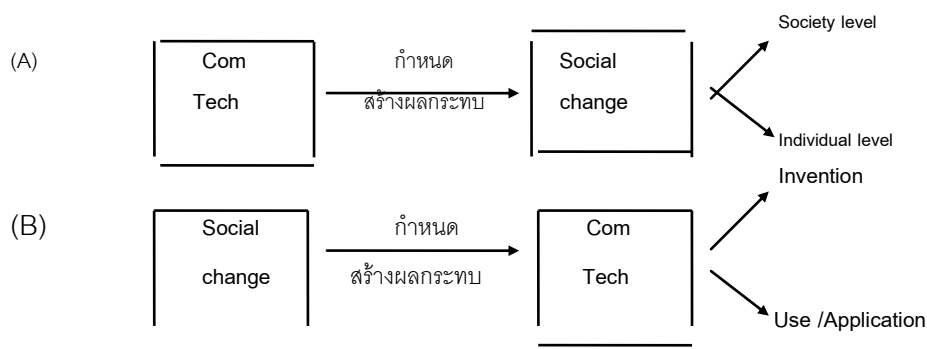 Society level
(A)
Com
Tech
กำหนด
สร้างผลกระทบ
Social
change
Individual level
Invention
(B)
Social
change
กำหนด
สร้างผลกระทบ
Com
Tech
Use /Application